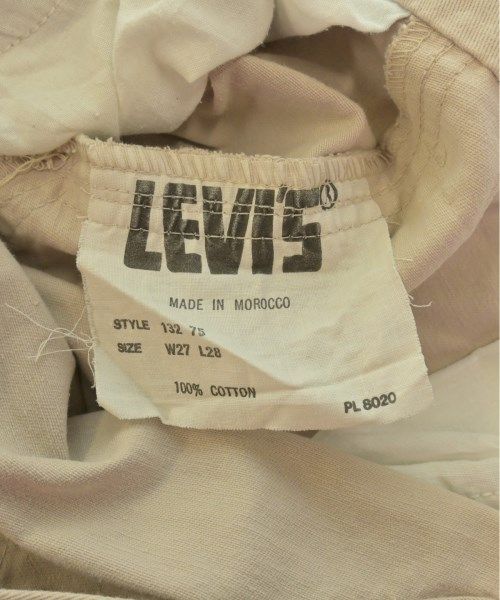 LEVI'S®
MADE IN MOROCCO
STYLE 132 75
SIZE W27 L28
100% COTTON
PL 8020